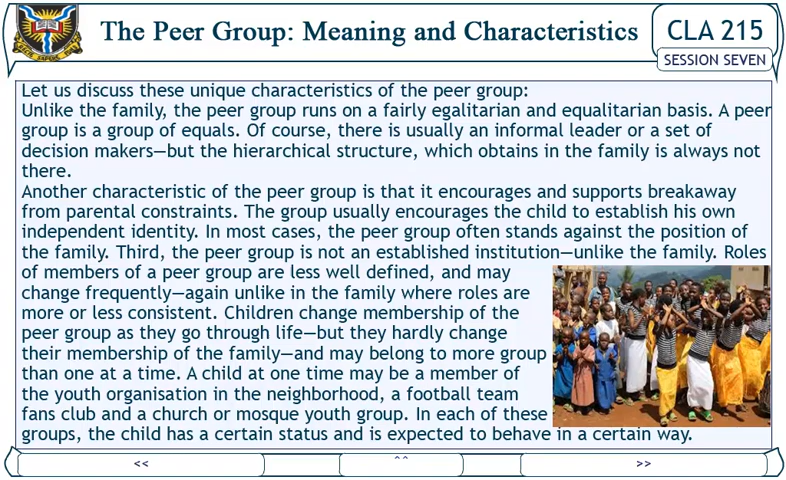 The Peer Group: Meaning and Characteristics
CLA 215
SESSION SEVEN
Let us discuss these unique characteristics of the peer group:
Unlike the family, the peer group runs on a fairly egalitarian and equalitarian basis. A peer
group is a group of equals. Of course, there is usually an informal leader or a set of
decision makers—but the hierarchical structure, which obtains in the family is always not
there.
Another characteristic of the peer group is that it encourages and supports breakaway
from parental constraints. The group usually encourages the child to establish his own
independent identity. In most cases, the peer group often stands against the position of
the family. Third, the peer group is not an established institution—unlike the family. Roles
of members of a peer group are less well defined, and may
change frequently—again unlike in the family where roles are
more or less consistent. Children change membership of the
peer group as they go through life—but they hardly change
their membership of the family—and may belong to more group
than one at a time. A child at one time may be a member of
the youth organisation in the neighborhood, a football team
fans club and a church or mosque youth group. In each of these
groups, the child has a certain status and is expected to behave in a certain way.
<<
^^
>>